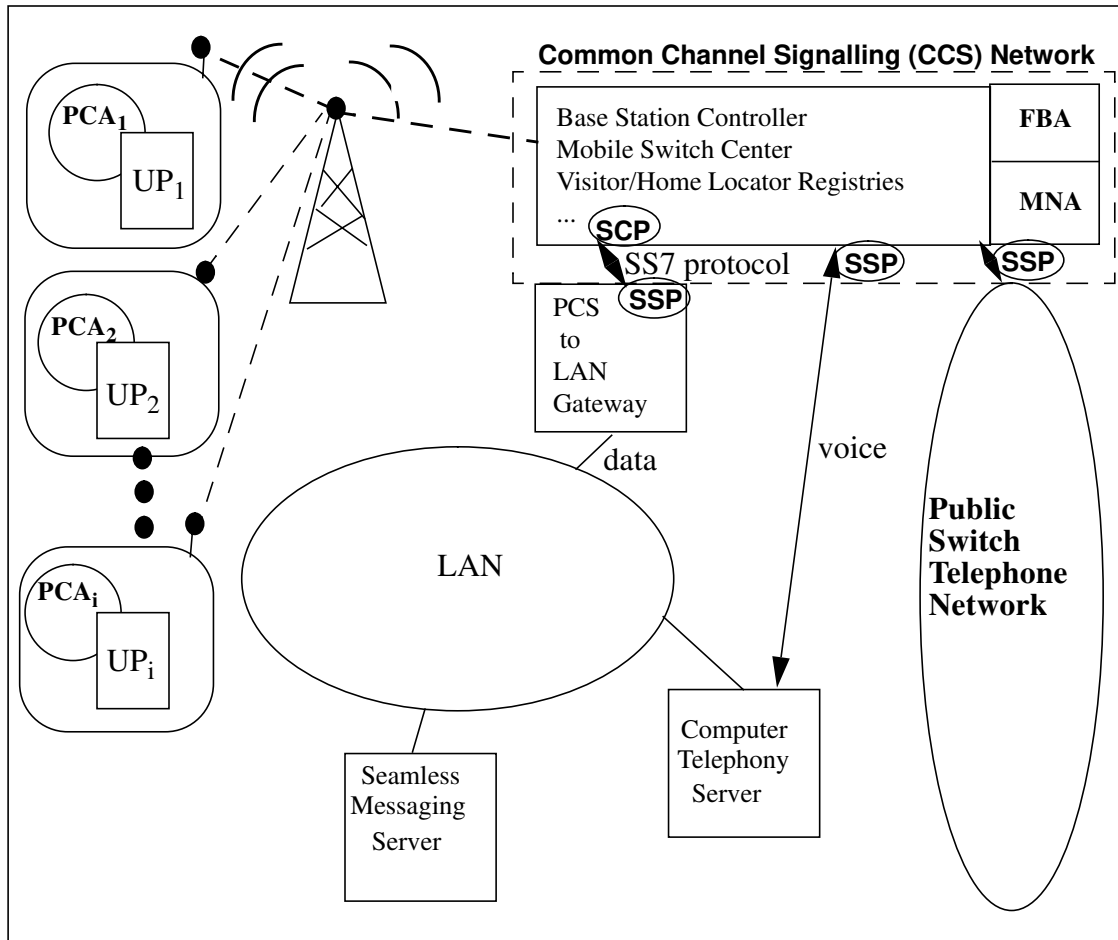 Common Channel Signalling (CCS) Network
PCA1
UP1
Base Station Controller
Mobile Switch Center
Visitor/Home Locator Registries
...
FBA
MNA
SCP
SS7 protocol
SSP
SSP
SSP
PCA2
UP2
PCS
to
LAN
Gateway
data
voice
LAN
Public
Switch
Telephone
Network
PCAi
UPi
Seamless
Messaging
Server
Computer
Telephony
Server